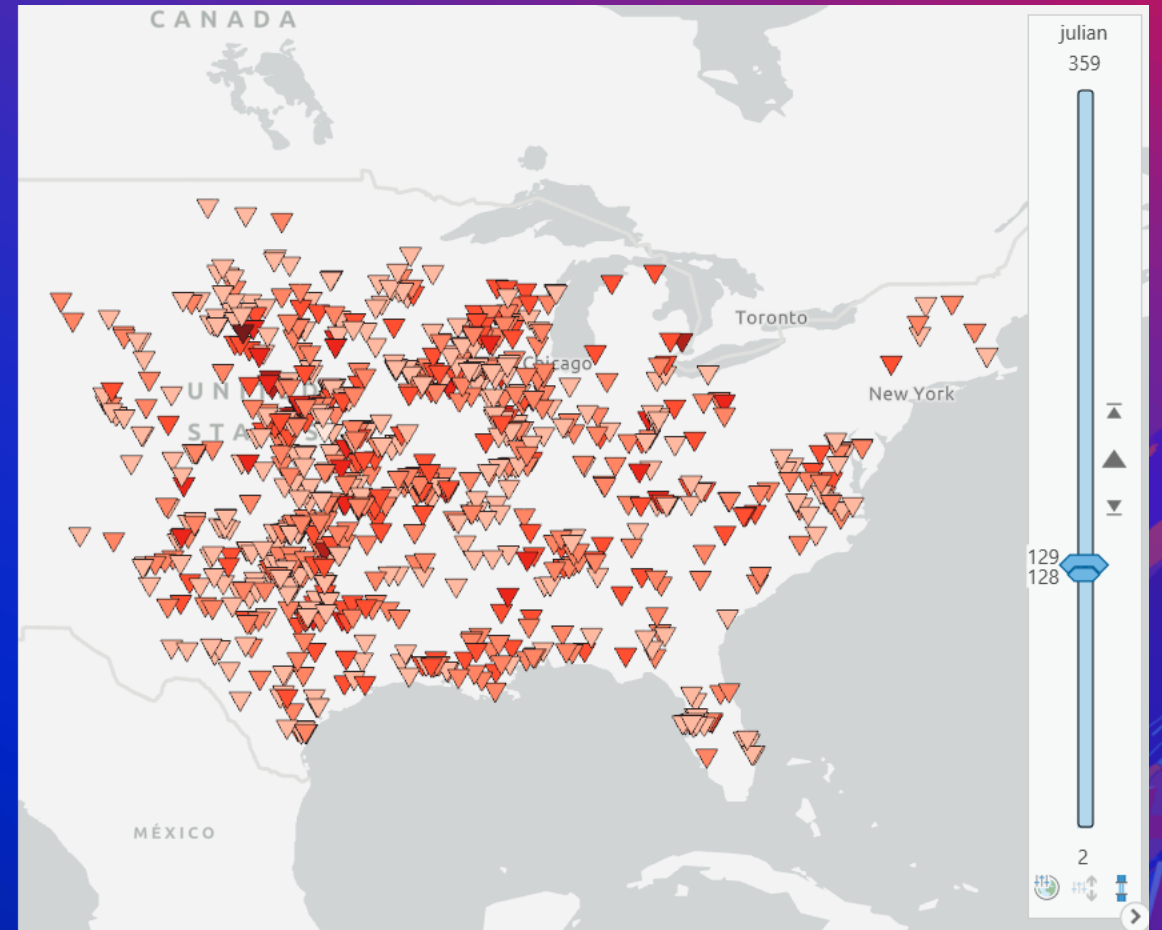 CANADA
julian
359
Toronto
Chicago
UNITED
New York
STATES
129
128
MÉXICO
2